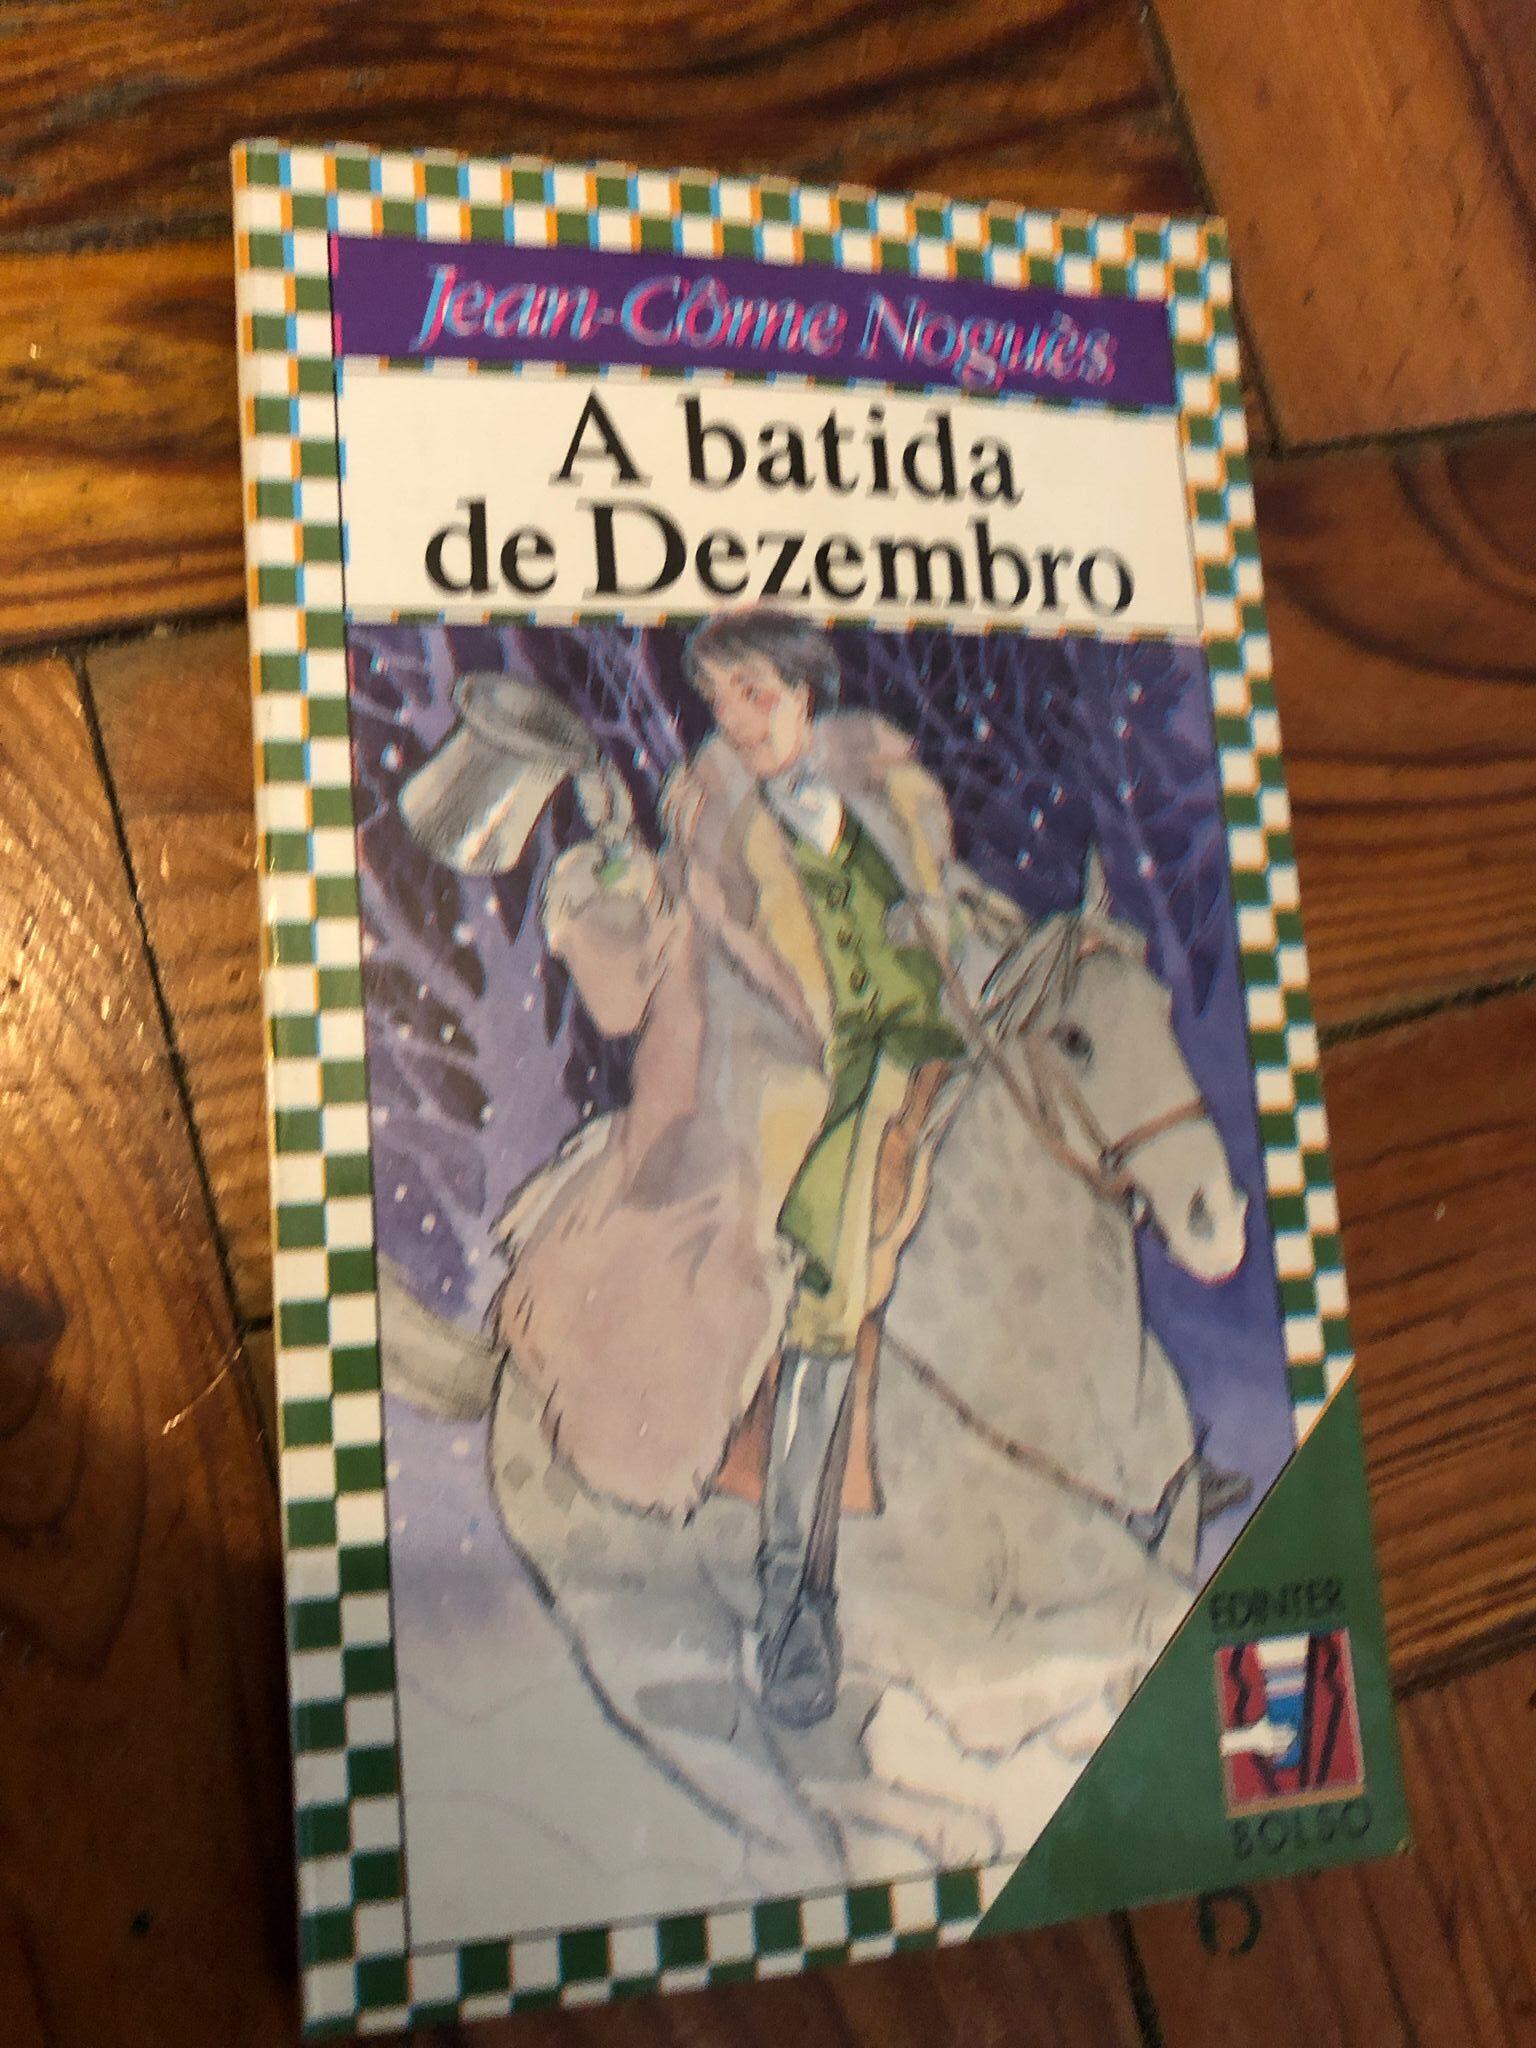 Jean-Côme Noguès
A batida
de Dezembro
EDINTER
BOLSO